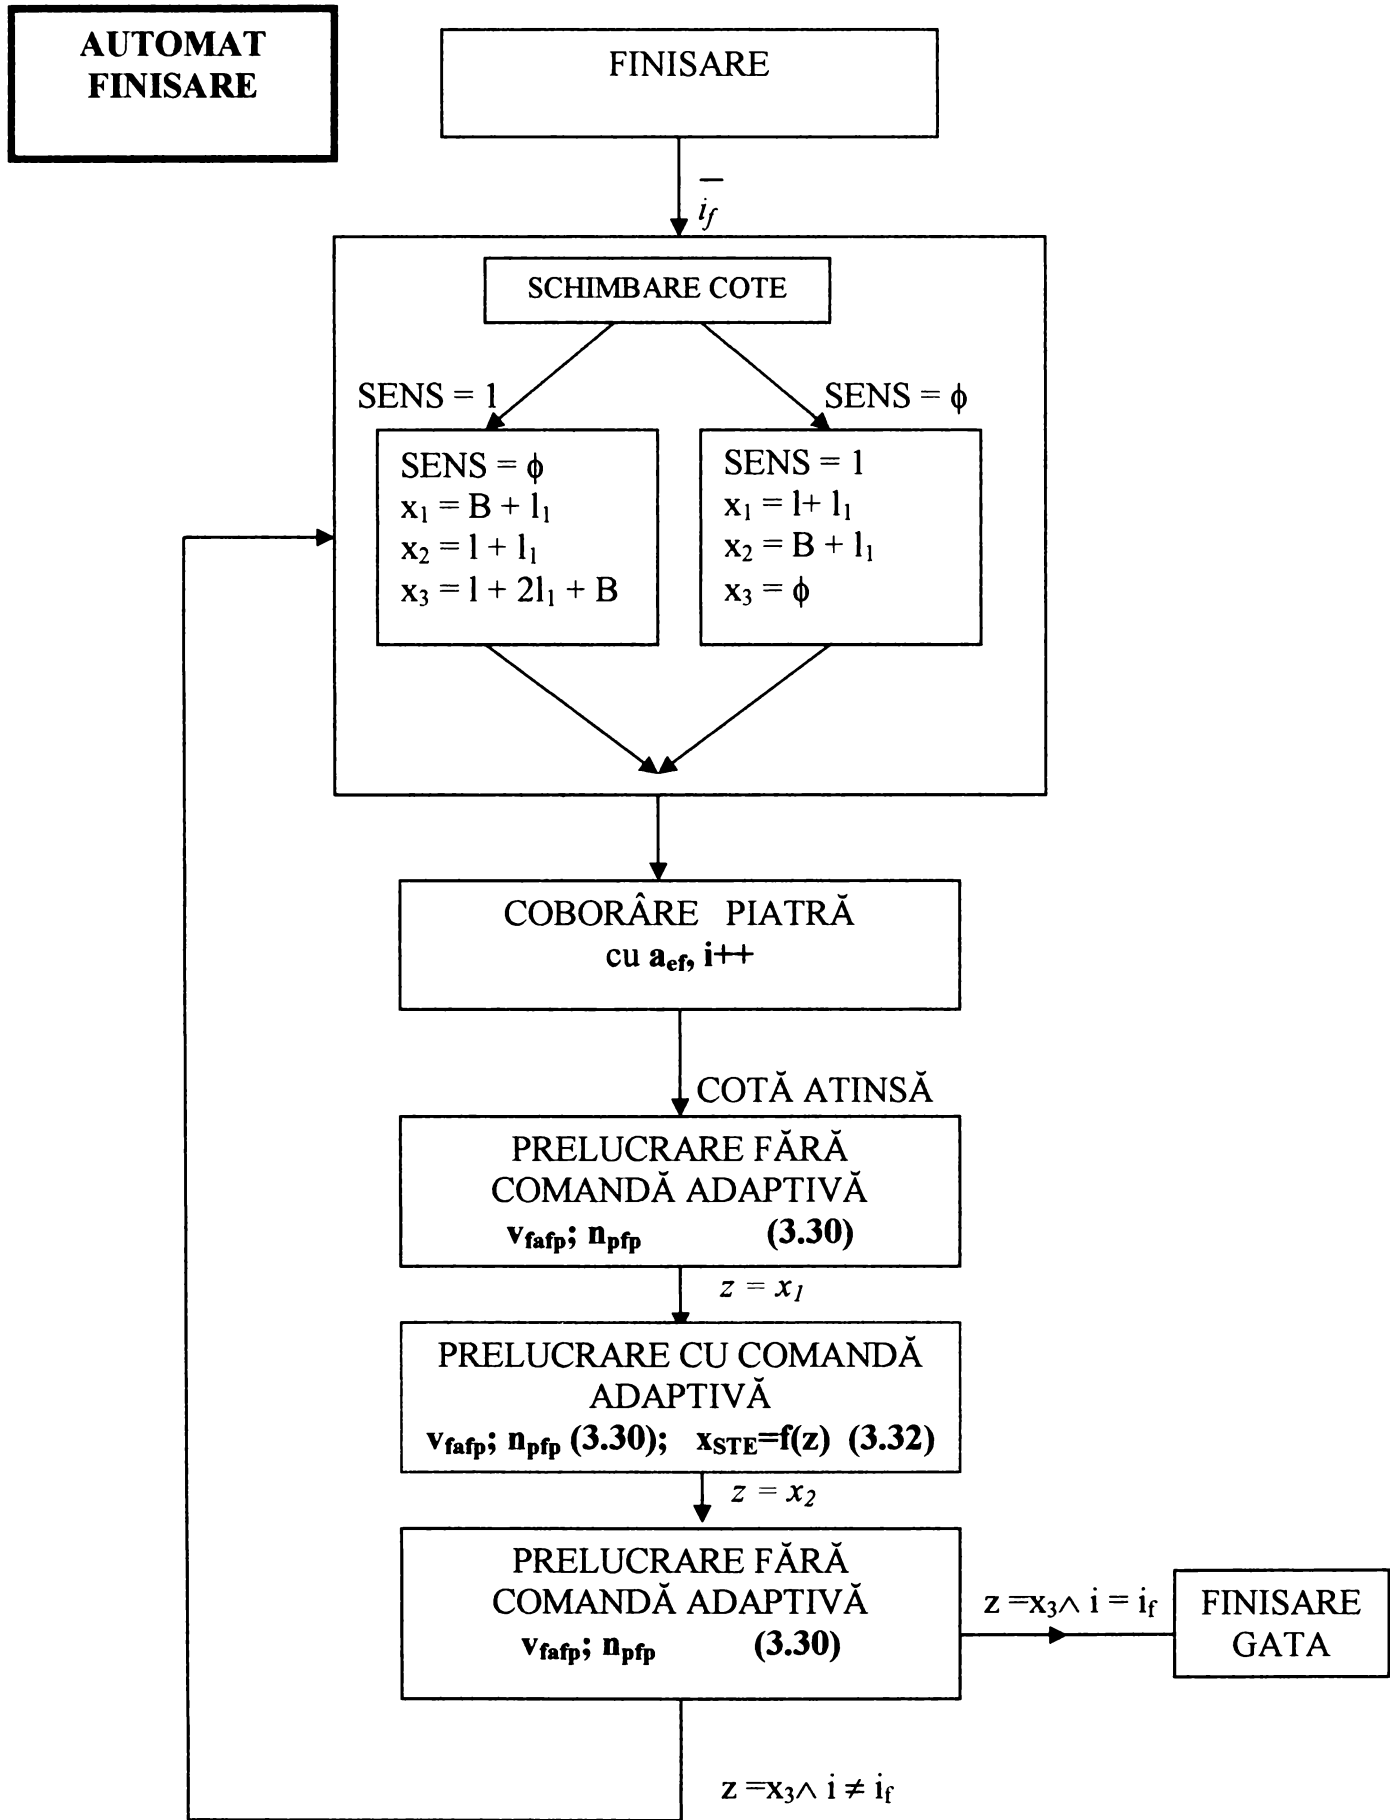 AUTOMAT
FINISARE
FINISARE
i̅_f
SCHIMBARE COTE
SENS = 1
SENS = ϕ
SENS = ϕ
x₁ = B + l₁
x₂ = l + l₁
x₃ = l + 2l₁ + B
SENS = 1
x₁ = l+ l₁
x₂ = B + l₁
x₃ = ϕ
COBORÂRE PIATRĂ
cu a_ef, i++
COTĂ ATINSĂ
PRELUCRARE FĂRĂ
COMANDĂ ADAPTIVĂ
v_fafp; n_pfp (3.30)
z = x₁
PRELUCRARE CU COMANDĂ
ADAPTIVĂ
v_fafp; n_pfp (3.30); x_STE=f(z) (3.32)
z = x₂
PRELUCRARE FĂRĂ
COMANDĂ ADAPTIVĂ
v_fafp; n_pfp (3.30)
z =x₃∧ i = i_f
FINISARE
GATA
z =x₃∧ i ≠ i_f